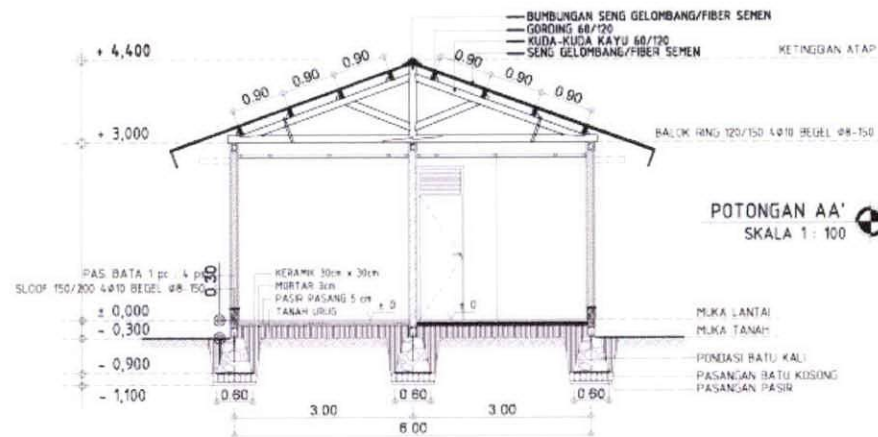 BUMBUNGAN SENG GELOMBANG/FIBER SEMEN
GORDING 60/120
KUDA-KUDA KAYU 60/120
SENG GELOMBANG/FIBER SEMEN
+ 4,400
KETINGGIAN ATAP
0.90
0.90
0.90
0.90
0.90
0.90
+ 3,000
BALOK RING 120/150 4Ø10 BEGEL Ø8-150
POTONGAN AA'
SKALA 1 : 100
PAS. BATA 1 pc : 4
SLOOF 150/200 4Ø10 BEGEL Ø8-150
0.30
KERAMIK 30cm x 30cm
MORTAR 3cm
PASIR PASANG 5 cm
TANAH URUG
± 0
± 0
± 0,000
MUKA LANTAI
- 0,300
MUKA TANAH
- 0,900
PONDASI BATU KALI
PASANGAN BATU KOSONG
- 1,100
PASANGAN PASIR
0.60
0.60
0.60
3.00
3.00
6.00